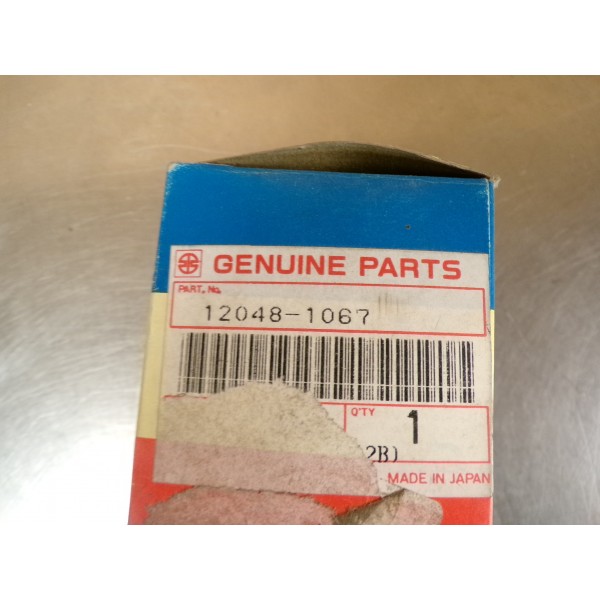 GENUINE PARTS
PART. No.
12048-1067
Q'TY
1
2B)
MADE IN JAPAN